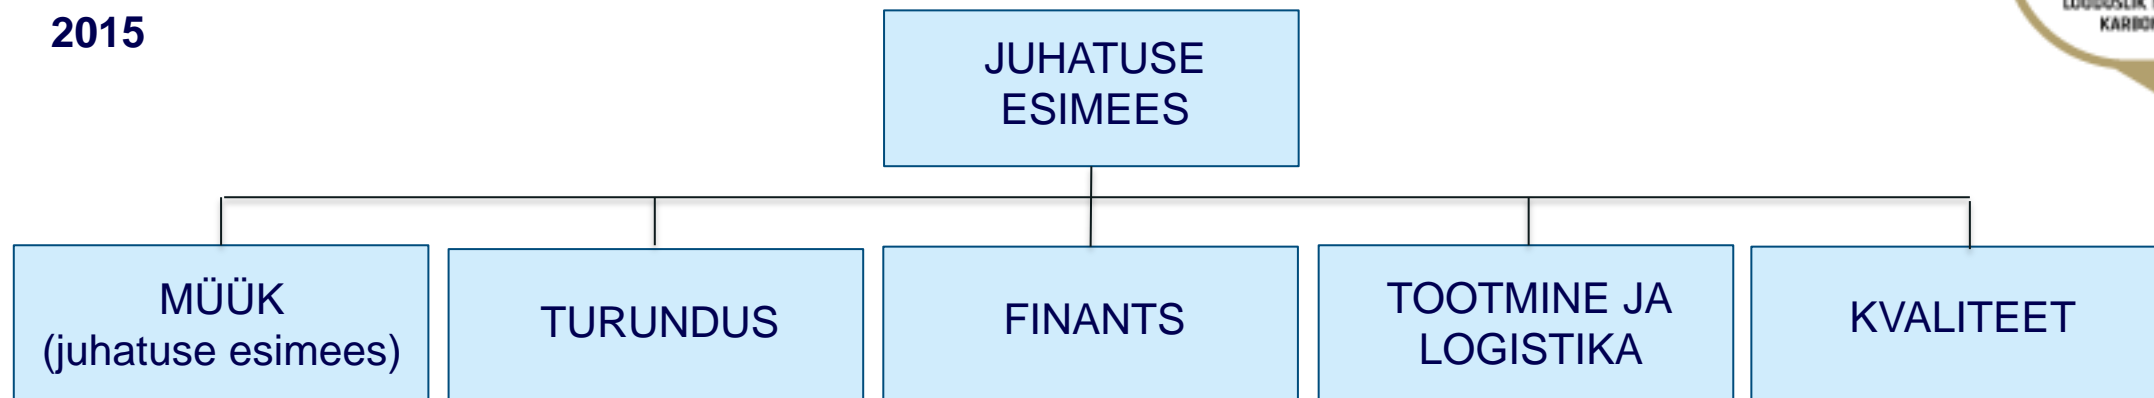 2015
JUHATUSE
ESIMEES
MÜÜK
(juhatuse esimees)
TURUNDUS
FINANTS
TOOTMINE JA
LOGISTIKA
KVALITEET